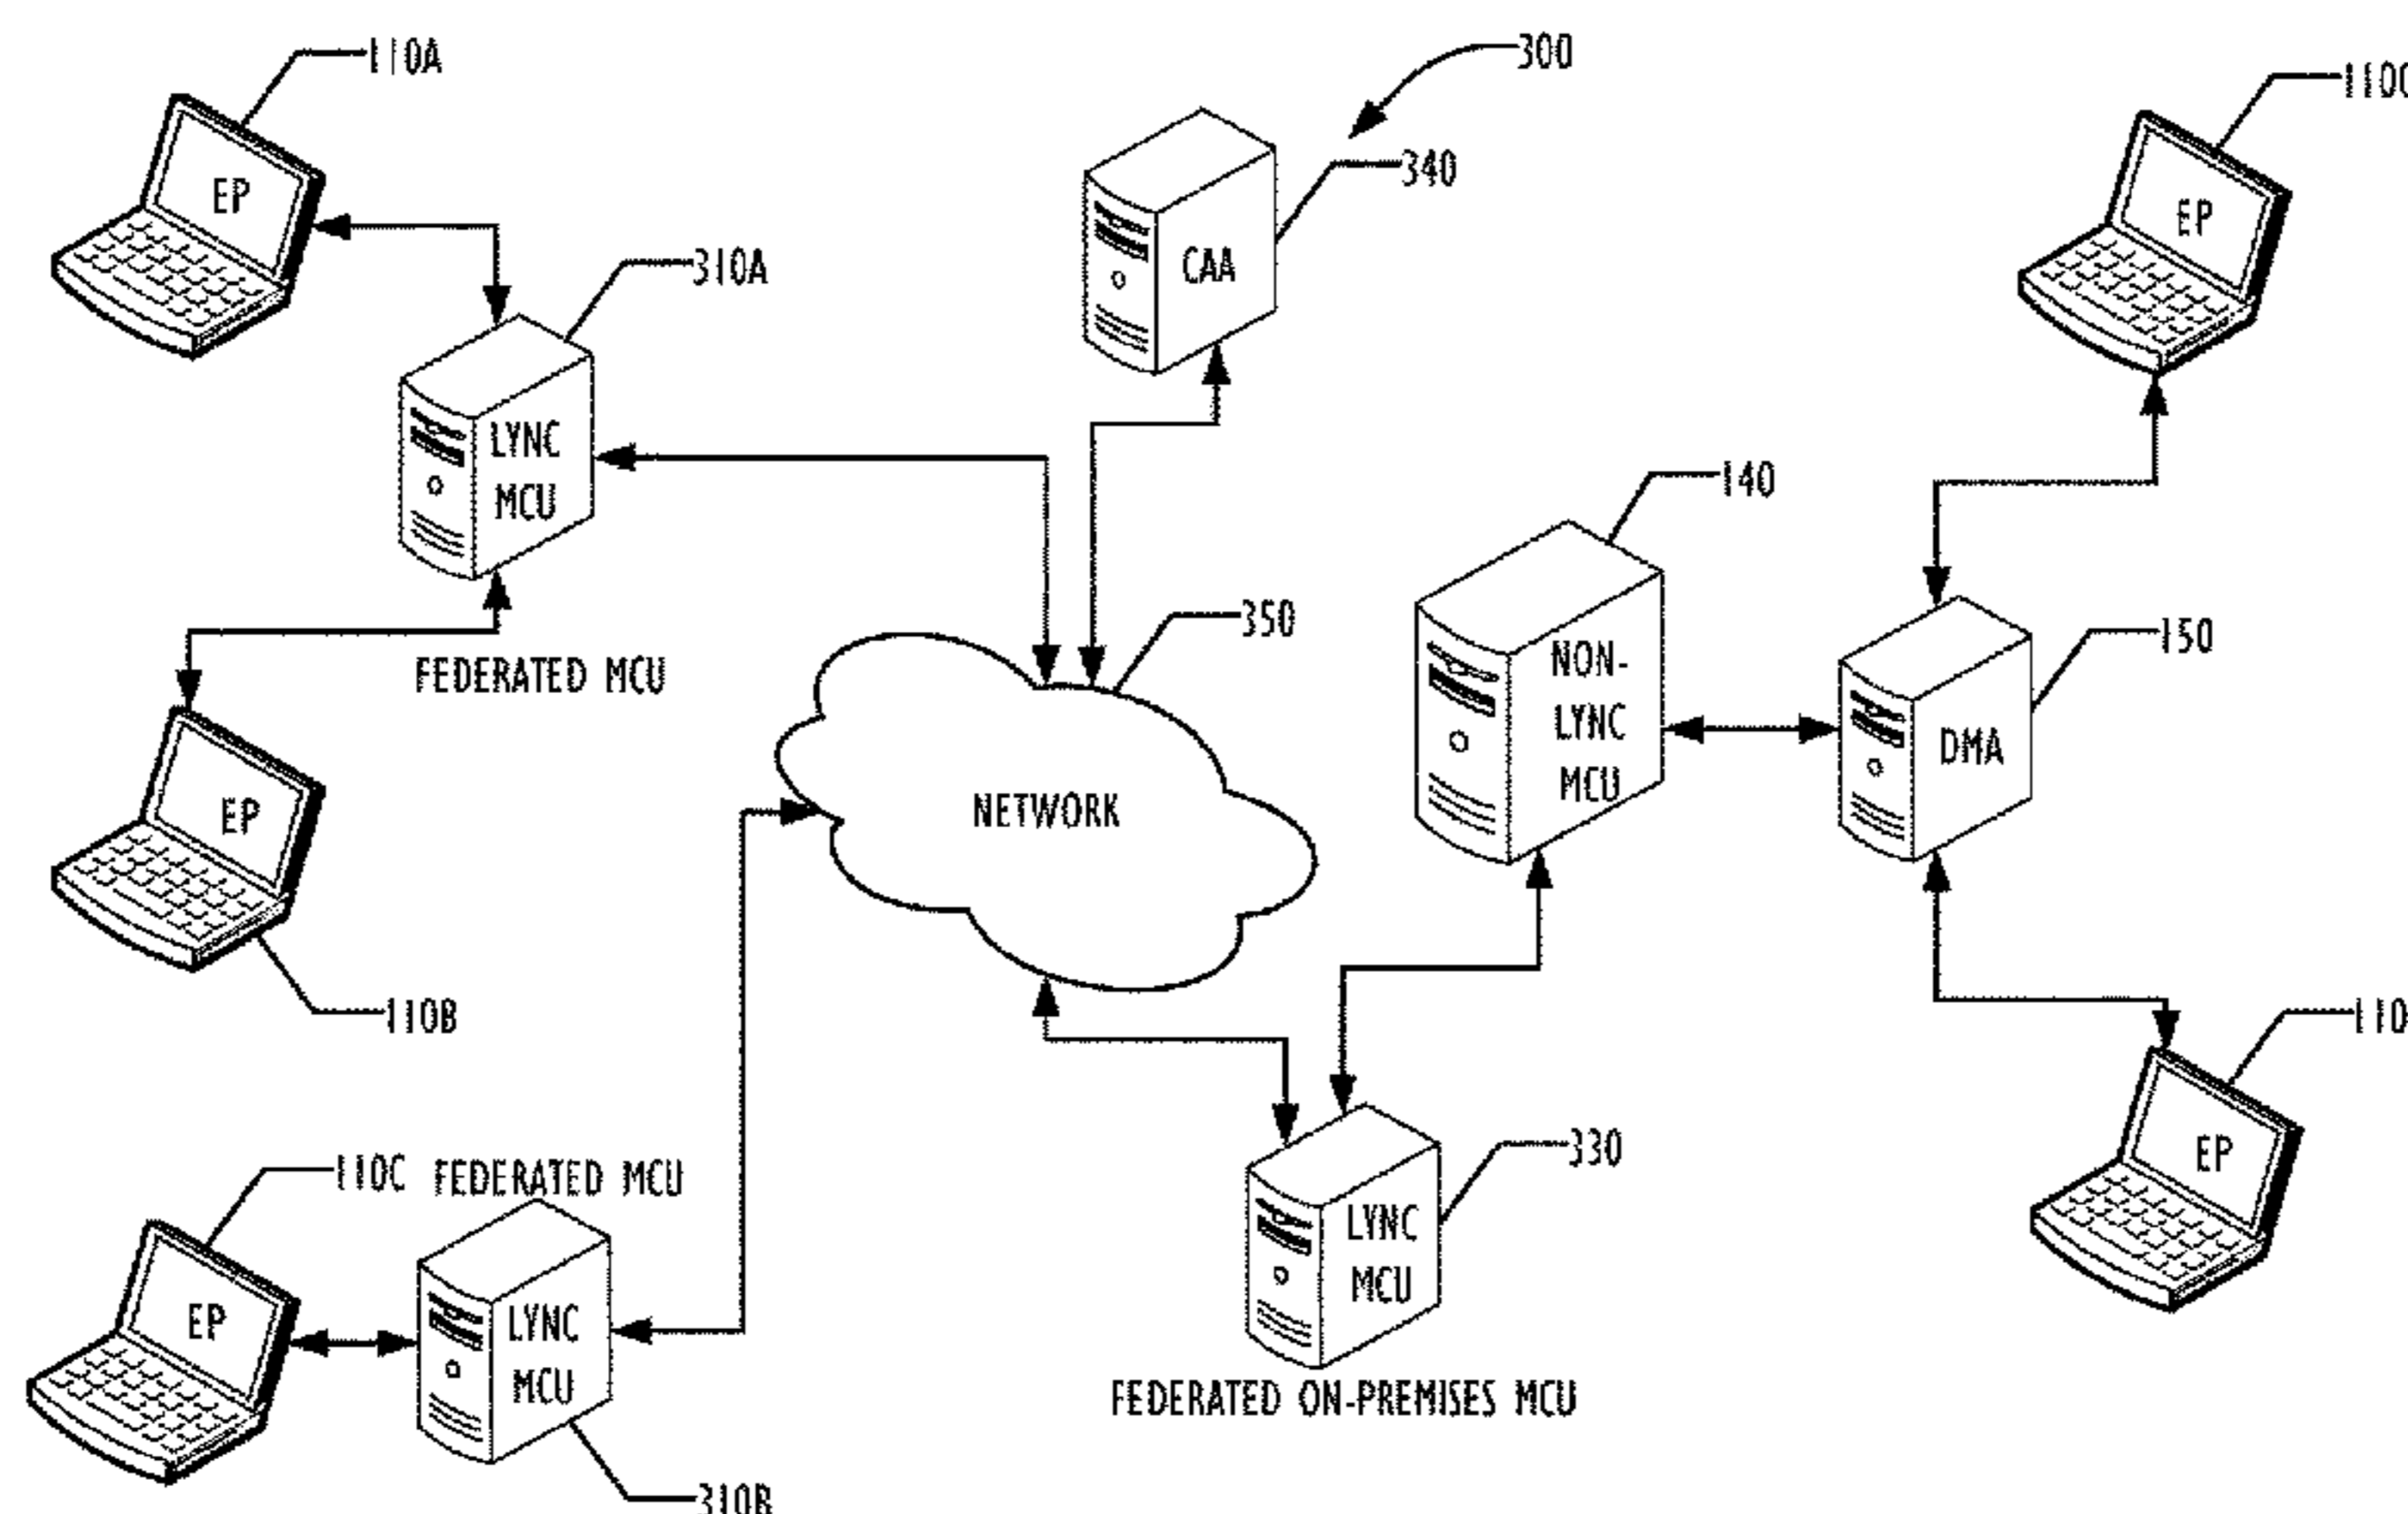 110A
300
EP
340
EP
310A
CAA
LYNC
MCU
140
350
150
FEDERATED MCU
NON-
LYNC
MCU
DMA
EP
NETWORK
110B
330
110C
FEDERATED MCU
EP
LYNC
MCU
EP
LYNC
MCU
FEDERATED ON-PREMISES MCU
310B